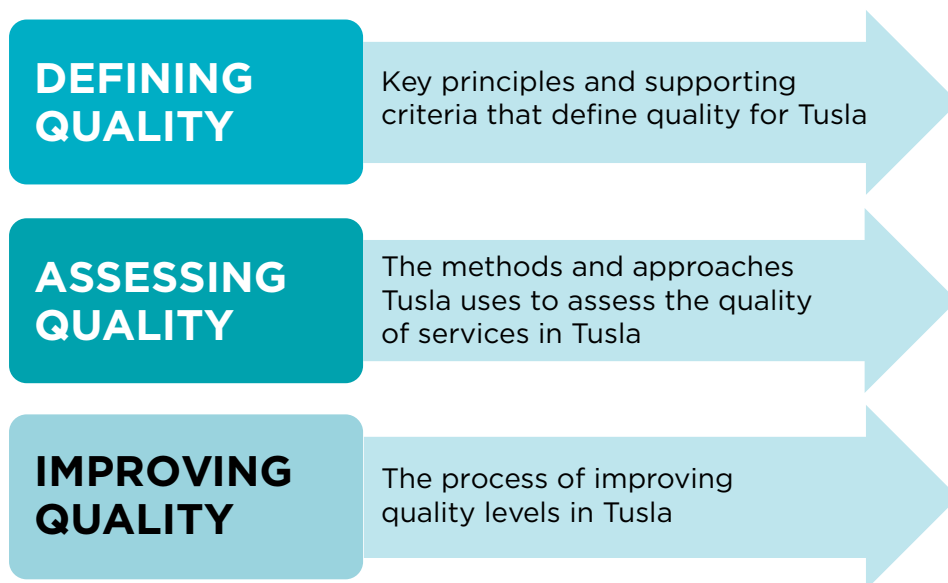 DEFINING
QUALITY
Key principles and supporting
criteria that define quality for Tusla
ASSESSING
QUALITY
The methods and approaches
Tusla uses to assess the quality
of services in Tusla
IMPROVING
QUALITY
The process of improving
quality levels in Tusla